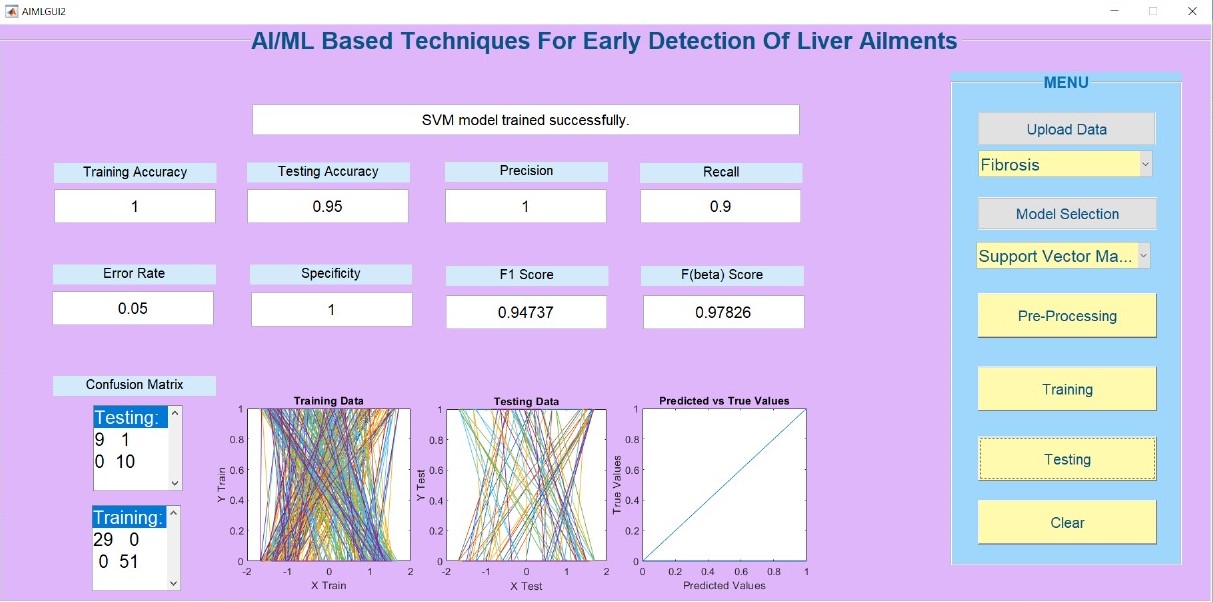 AIMLGUI2
AI/ML Based Techniques For Early Detection Of Liver Ailments
MENU
SVM model trained successfully.
Upload Data
Fibrosis
Training Accuracy
Testing Accuracy
Precision
Recall
1
0.95
1
0.9
Model Selection
Support Vector Ma...
Error Rate
Specificity
F1 Score
F(beta) Score
0.05
1
0.94737
0.97826
Pre-Processing
Training
Testing
Clear
Confusion Matrix
Testing:
9 1
0 10
Training:
29 0
0 51
Training Data
1
0.8
0.6
0.4
0.2
0
Y Train
-2 -1 0 1 2
X Train
Testing Data
1
0.8
0.6
0.4
0.2
0
Y Test
-2 -1 0 1 2
X Test
Predicted vs True Values
1
0.8
0.6
0.4
0.2
0
True Values
0 0.2 0.4 0.6 0.8 1
Predicted Values